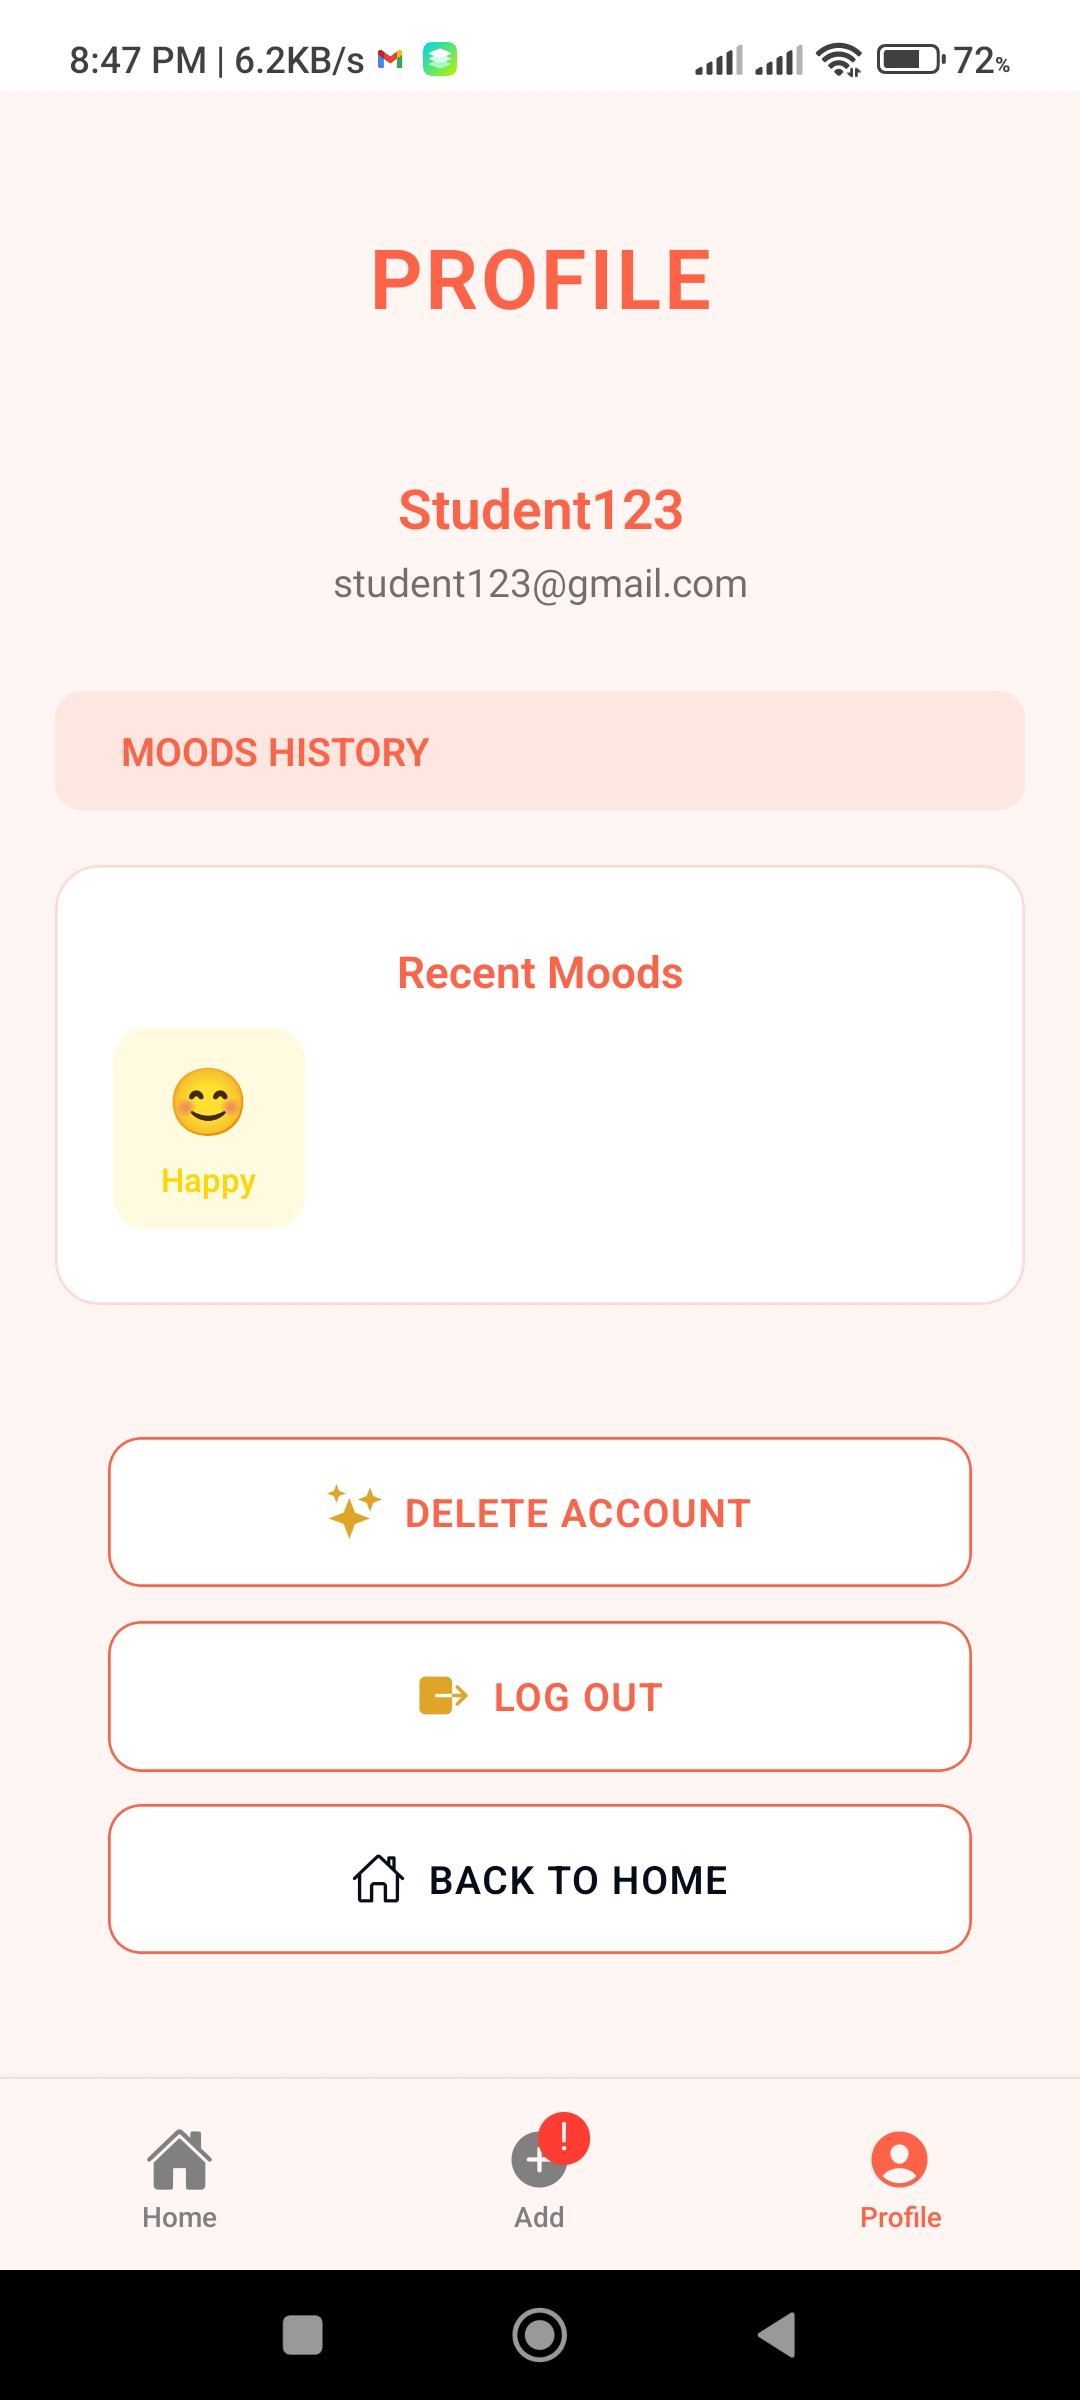 8:47 PM | 6.2KB/s 72%
PROFILE
Student123
student123@gmail.com
MOODS HISTORY
Recent Moods
Happy
DELETE ACCOUNT
LOG OUT
BACK TO HOME
!
Home Add Profile